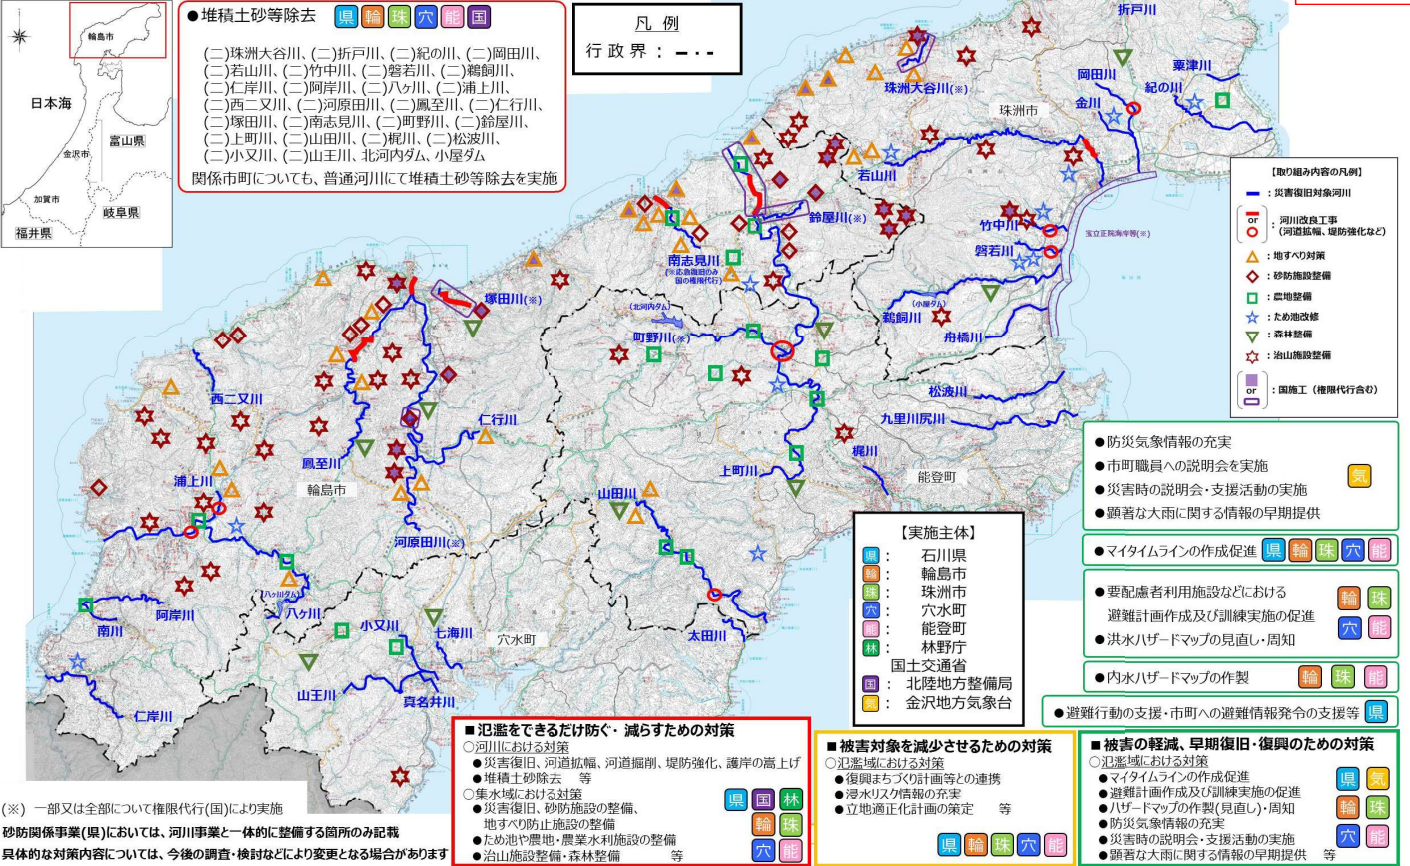 ●堆積土砂等除去 県 輪 珠 穴 能 国
(二)珠洲大谷川、(二)折戸川、(二)紀の川、(二)岡田川、
(二)若山川、(二)竹中川、(二)磐若川、(二)鵜飼川、
(二)仁岸川、(二)阿岸川、(二)八ヶ川、(二)浦上川、
(二)西二又川、(二)河原田川、(二)鳳至川、(二)仁行川、
(二)塚田川、(二)南志見川、(二)町野川、(二)鈴屋川、
(二)上町川、(二)山田川、(二)梶川、(二)松波川、
(二)小又川、(二)山王川、北河内ダム、小屋ダム
関係市町についても、普通河川にて堆積土砂等除去を実施
凡 例
行政界：
輪島市
日本海
富山県
金沢市
加賀市
岐阜県
福井県
折戸川
粟津川
岡田川
紀の川
金川
珠洲大谷川(※)
珠洲市
若山川
鈴屋川(※)
竹中川
宝立正院海岸等(※)
磐若川
南志見川
(※応急復旧のみ
国の権限代行)
塚田川(※)
(北河内ダム)
(小屋ダム)
鵜飼川
町野川(※)
舟橋川
松波川
西二又川
仁行川
九里川尻川
鳳至川
梶川
上町川
能登町
浦上川
輪島市
山田川
河原田川(※)
(八ヶ川ダム)
八ヶ川
阿岸川
南川
小又川
七海川
穴水町
太田川
山王川
真名井川
仁岸川
【取り組み内容の凡例】
：災害復旧対象河川
or
：河川改良工事
(河道拡幅、堤防強化など)
：地すべり対策
：砂防施設整備
：農地整備
：ため池改修
：森林整備
：治山施設整備
or
：国施工（権限代行含む）
●防災気象情報の充実
●市町職員への説明会を実施
●災害時の説明会・支援活動の実施
●顕著な大雨に関する情報の早期提供
気
●マイタイムラインの作成促進 県 輪 珠 穴 能
●要配慮者利用施設などにおける
避難計画作成及び訓練実施の促進
●洪水ハザードマップの見直し・周知
輪 珠
穴 能
●内水ハザードマップの作製 輪 珠 能
●避難行動の支援・市町への避難情報発令の支援等 県
【実施主体】
県： 石川県
輪： 輪島市
珠： 珠洲市
穴： 穴水町
能： 能登町
林： 林野庁
国土交通省
国： 北陸地方整備局
気： 金沢地方気象台
■氾濫をできるだけ防ぐ・減らすための対策
○河川における対策
●災害復旧、河道拡幅、河道掘削、堤防強化、護岸の嵩上げ
●堆積土砂除去 等
○集水域における対策
●災害復旧、砂防施設の整備、
地すべり防止施設の整備
●ため池や農地・農業水利施設の整備
●治山施設整備・森林整備 等
県 国 林
輪 珠
穴 能
■被害対象を減少させるための対策
○氾濫域における対策
●復興まちづくり計画等との連携
●浸水リスク情報の充実
●立地適正化計画の策定 等
県 輪 珠 穴 能
■被害の軽減、早期復旧・復興のための対策
○氾濫域における対策
●マイタイムラインの作成促進
●避難計画作成及び訓練実施の促進
●ハザードマップの作製(見直し)・周知
●防災気象情報の充実
●災害時の説明会・支援活動の実施
●顕著な大雨に関する情報の早期提供 等
県 気
輪 珠
穴 能
(※) 一部又は全部について権限代行(国)により実施
砂防関係事業(県)においては、河川事業と一体的に整備する箇所のみ記載
具体的な対策内容については、今後の調査・検討などにより変更となる場合があります